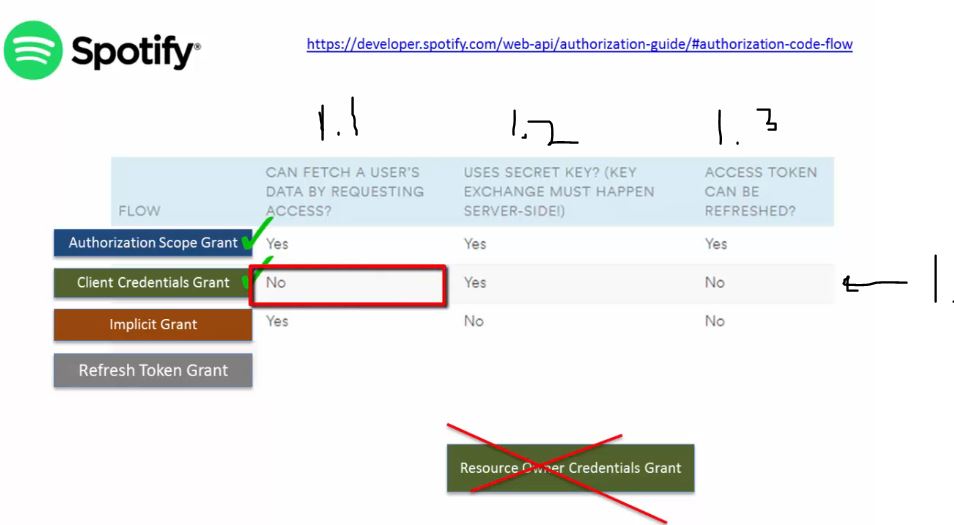 Spotify®
https://developer.spotify.com/web-api/authorization-guide/#authorization-code-flow
1.1 1.2 1.3
FLOW CAN FETCH A USER'S DATA BY REQUESTING ACCESS? USES SECRET KEY? (KEY EXCHANGE MUST HAPPEN SERVER-SIDE!) ACCESS TOKEN CAN BE REFRESHED?
Authorization Scope Grant Yes Yes Yes
Client Credentials Grant No Yes No 1.
Implicit Grant Yes No No
Refresh Token Grant
Resource Owner Credentials Grant